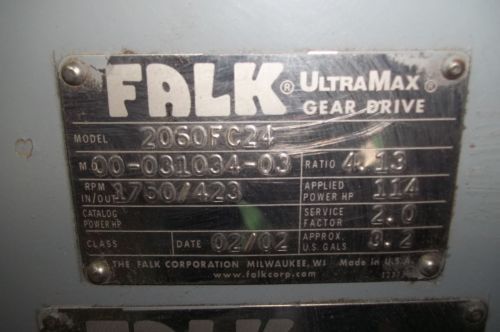 FALK® ULTRAMAX®
GEAR DRIVE
MODEL 2060FC24
M.O. 00-031034-03 RATIO 4.13
RPM IN/OUT 1750/423 APPLIED POWER HP 114
CATALOG POWER HP SERVICE FACTOR 2.0
CLASS DATE 02/02 APPROX. U.S. GALS 9.2
THE FALK CORPORATION MILWAUKEE, WI Made in U.S.A.
www.falkcorp.com